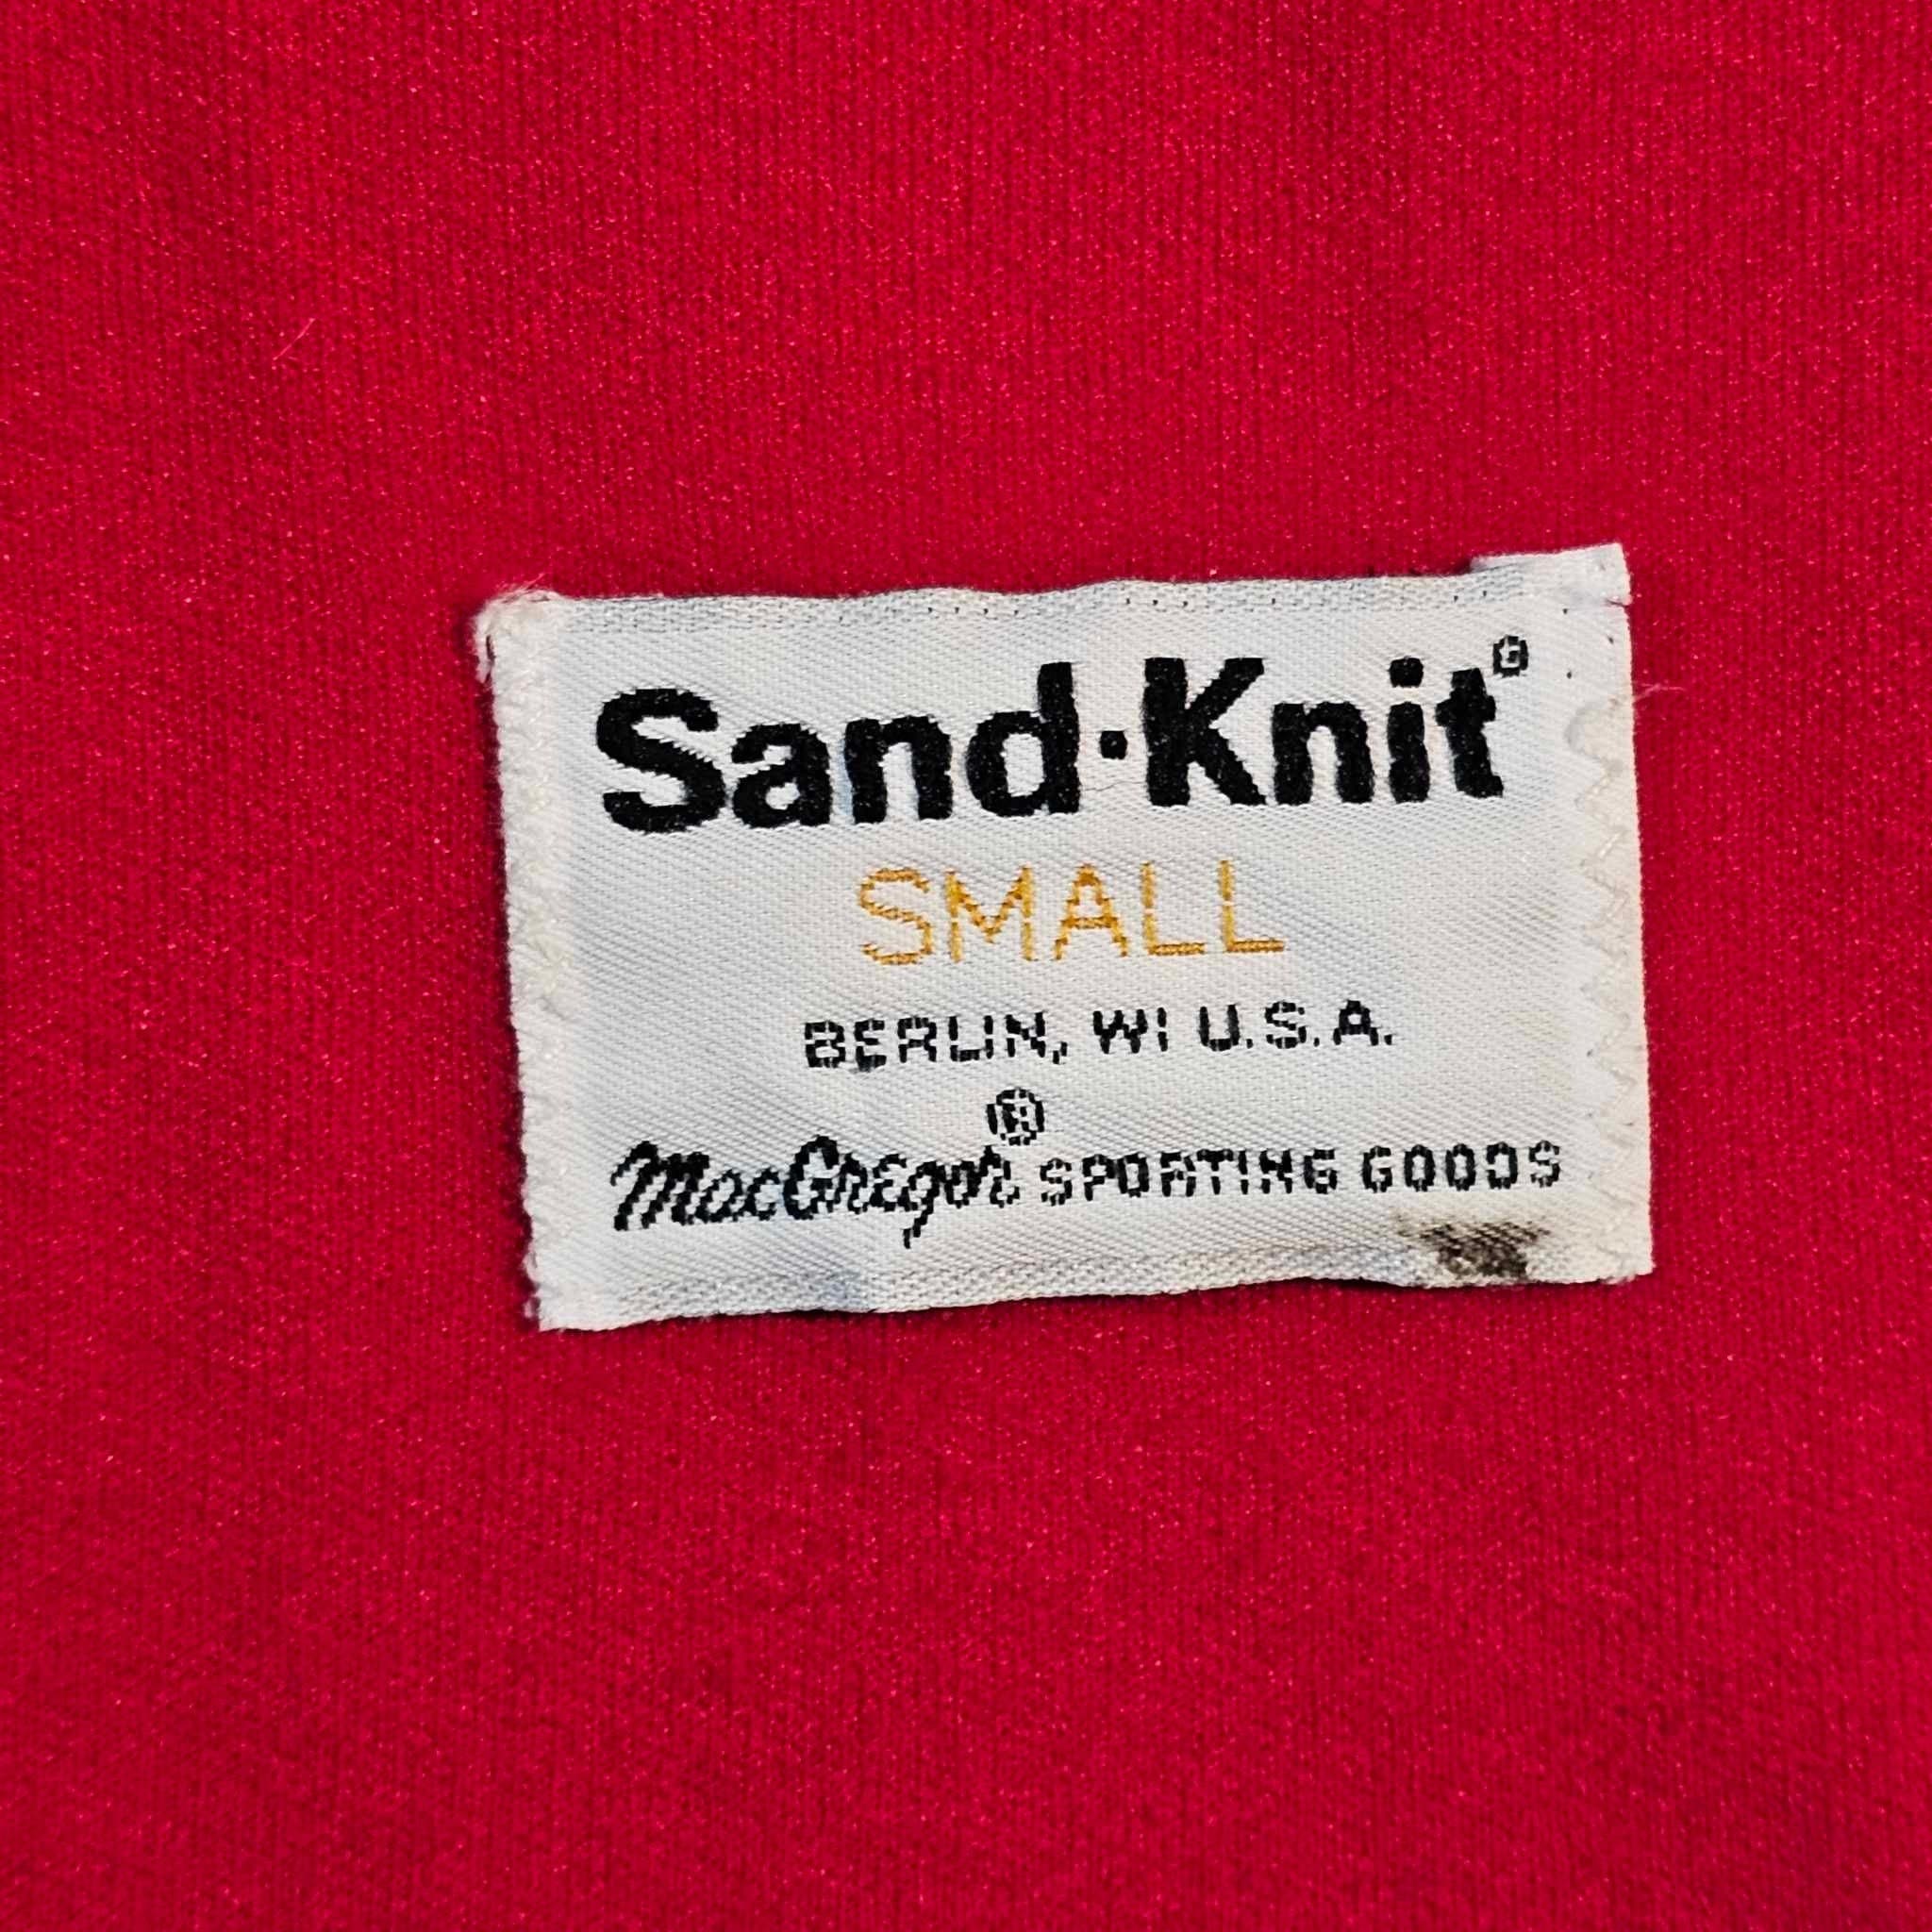 Sand·Knit®
SMALL
BERLIN, WI U.S.A.
MacGregor® SPORTING GOODS